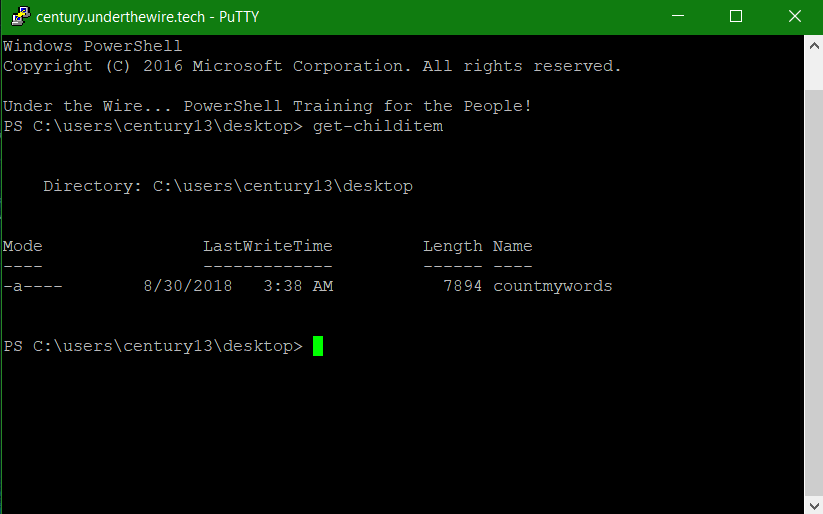 century.underthewire.tech - PuTTY
Windows PowerShell
Copyright (C) 2016 Microsoft Corporation. All rights reserved.
Under the Wire... PowerShell Training for the People!
PS C:\users\century13\desktop> get-childitem
Directory: C:\users\century13\desktop
Mode                LastWriteTime         Length Name
----                -------------         ------ ----
-a----        8/30/2018   3:38 AM           7894 countmywords
PS C:\users\century13\desktop>